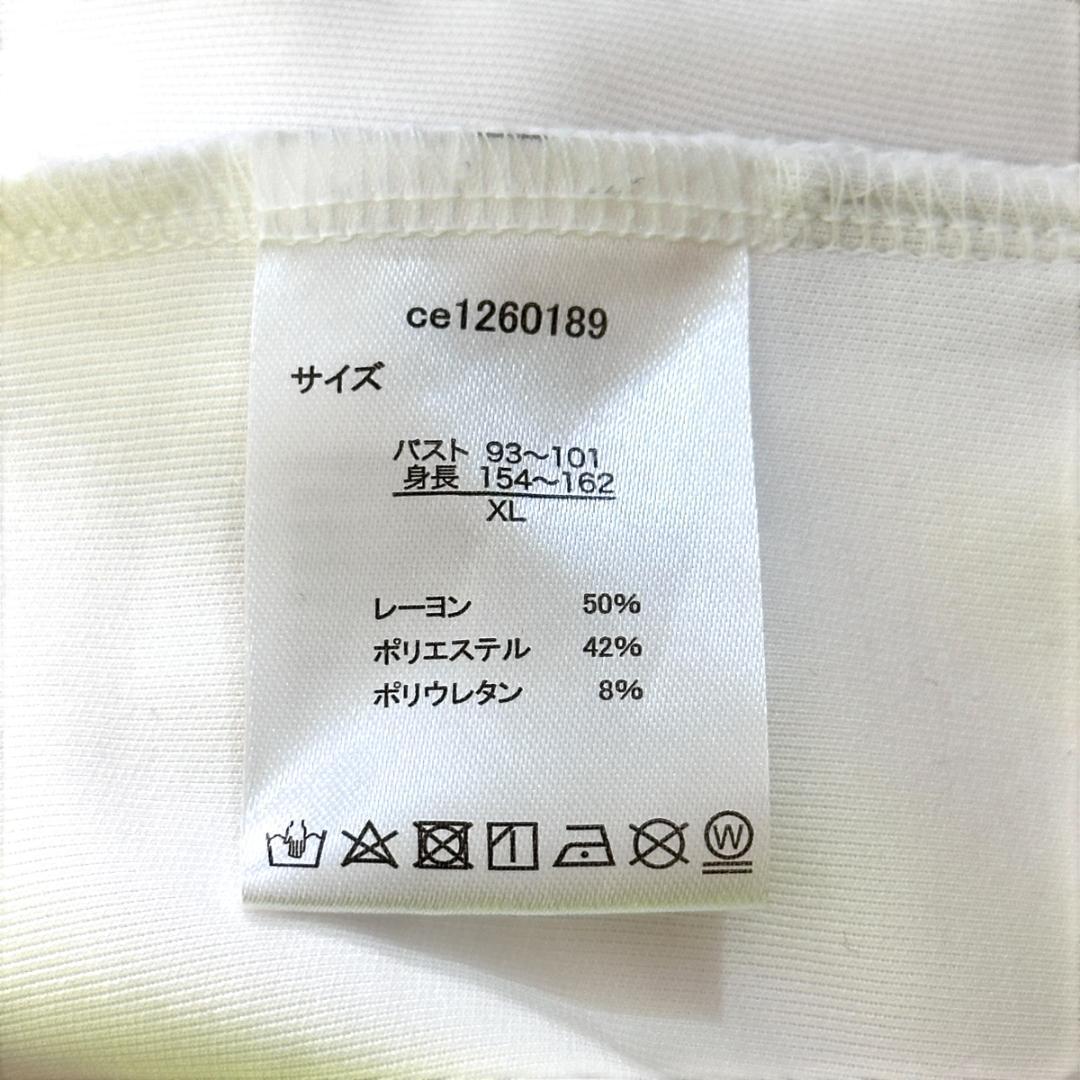 ce1260189
サイズ
バスト 93～101
身長 154～162
XL
レーヨン 50%
ポリエステル 42%
ポリウレタン 8%
W